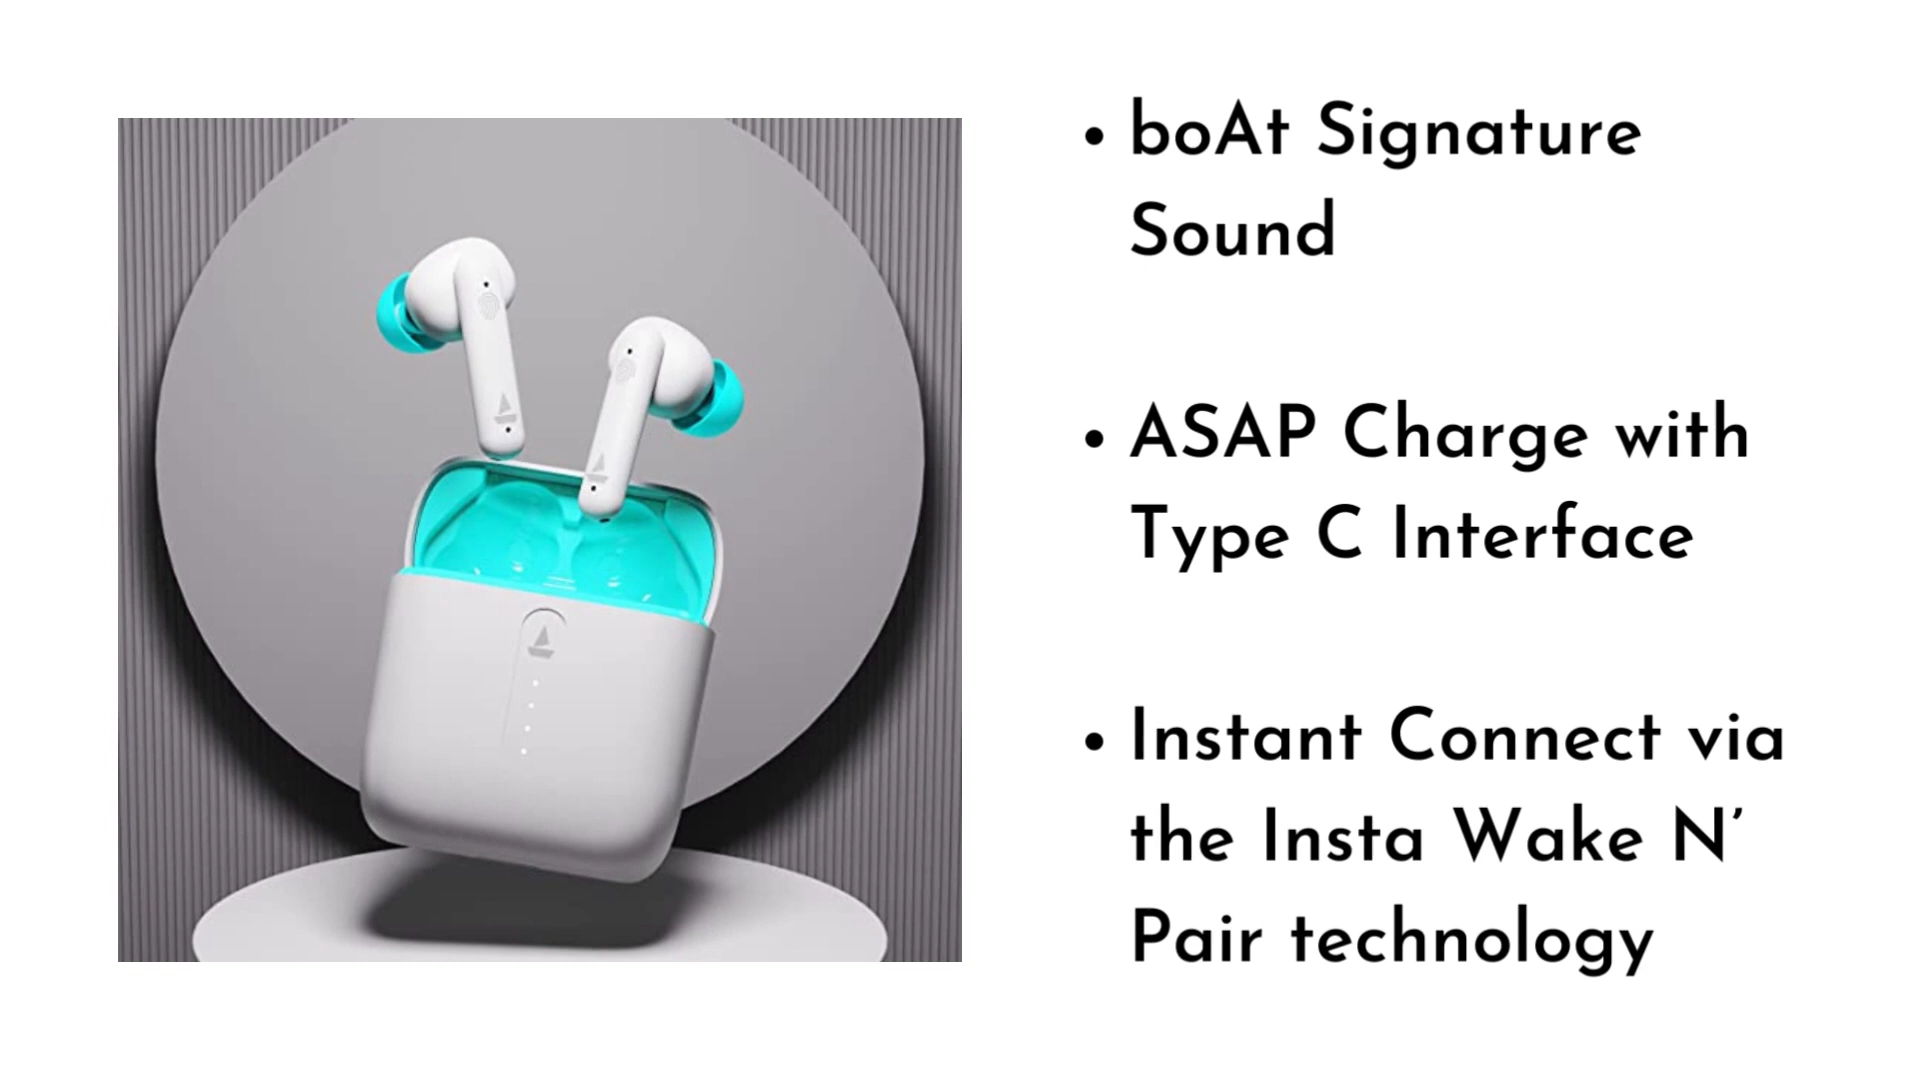 • boAt Signature
Sound
• ASAP Charge with
Type C Interface
• Instant Connect via
the Insta Wake N’
Pair technology